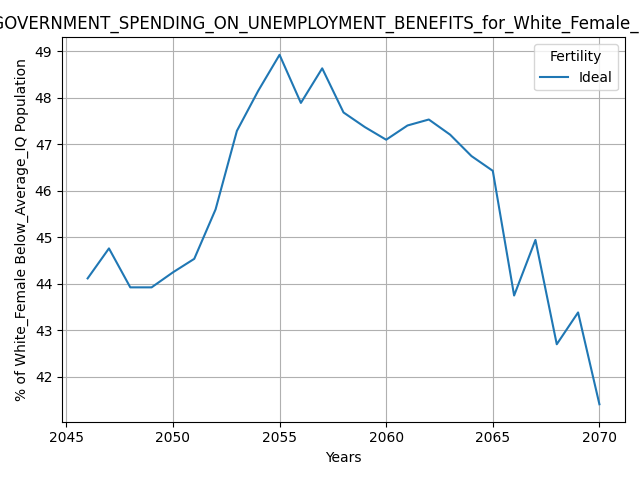 GOVERNMENT_SPENDING_ON_UNEMPLOYMENT_BENEFITS_for_White_Female_
% of White_Female Below_Average_IQ Population
49
48
47
46
45
44
43
42
Fertility
Ideal
2045 2050 2055 2060 2065 2070
Years